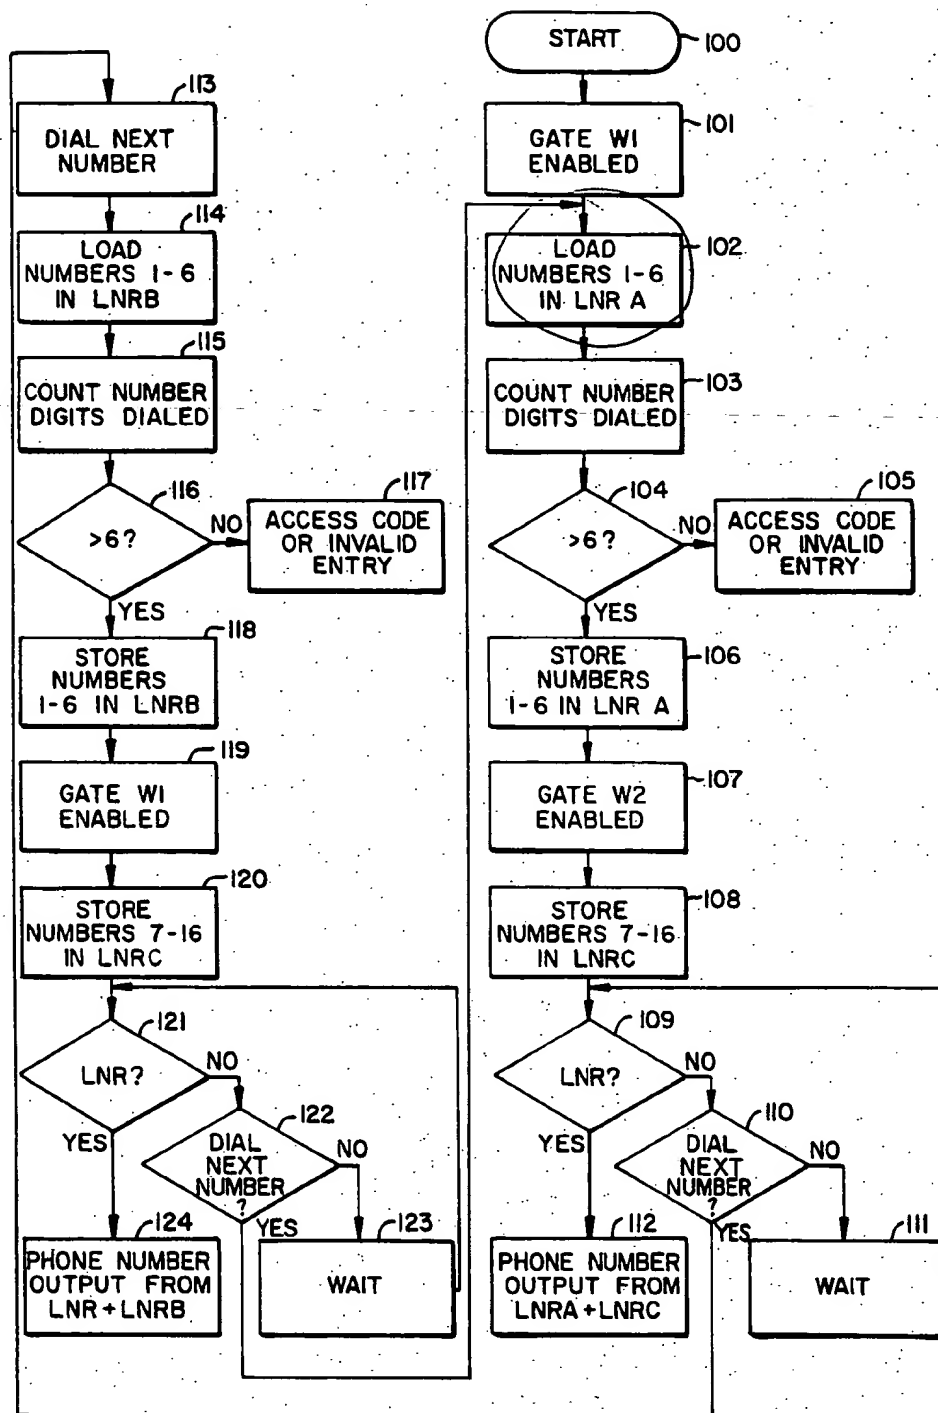 START
100
GATE W1
ENABLED
101
LOAD
NUMBERS 1-6
IN LNR A
102
COUNT NUMBER
DIGITS DIALED
103
>6?
104
NO
ACCESS CODE
OR INVALID
ENTRY
105
YES
STORE
NUMBERS
1-6 IN LNR A
106
GATE W2
ENABLED
107
STORE
NUMBERS 7-16
IN LNRC
108
LNR?
109
NO
YES
DIAL
NEXT
NUMBER
?
110
NO
YES
WAIT
111
PHONE NUMBER
OUTPUT FROM
LNRA+LNRC
112
DIAL NEXT
NUMBER
113
LOAD
NUMBERS 1-6
IN LNRB
114
COUNT NUMBER
DIGITS DIALED
115
>6?
116
NO
ACCESS CODE
OR INVALID
ENTRY
117
YES
STORE
NUMBERS
1-6 IN LNRB
118
GATE W1
ENABLED
119
STORE
NUMBERS 7-16
IN LNRC
120
LNR?
121
NO
YES
DIAL
NEXT
NUMBER
?
122
NO
YES
WAIT
123
PHONE NUMBER
OUTPUT FROM
LNR+LNRB
124